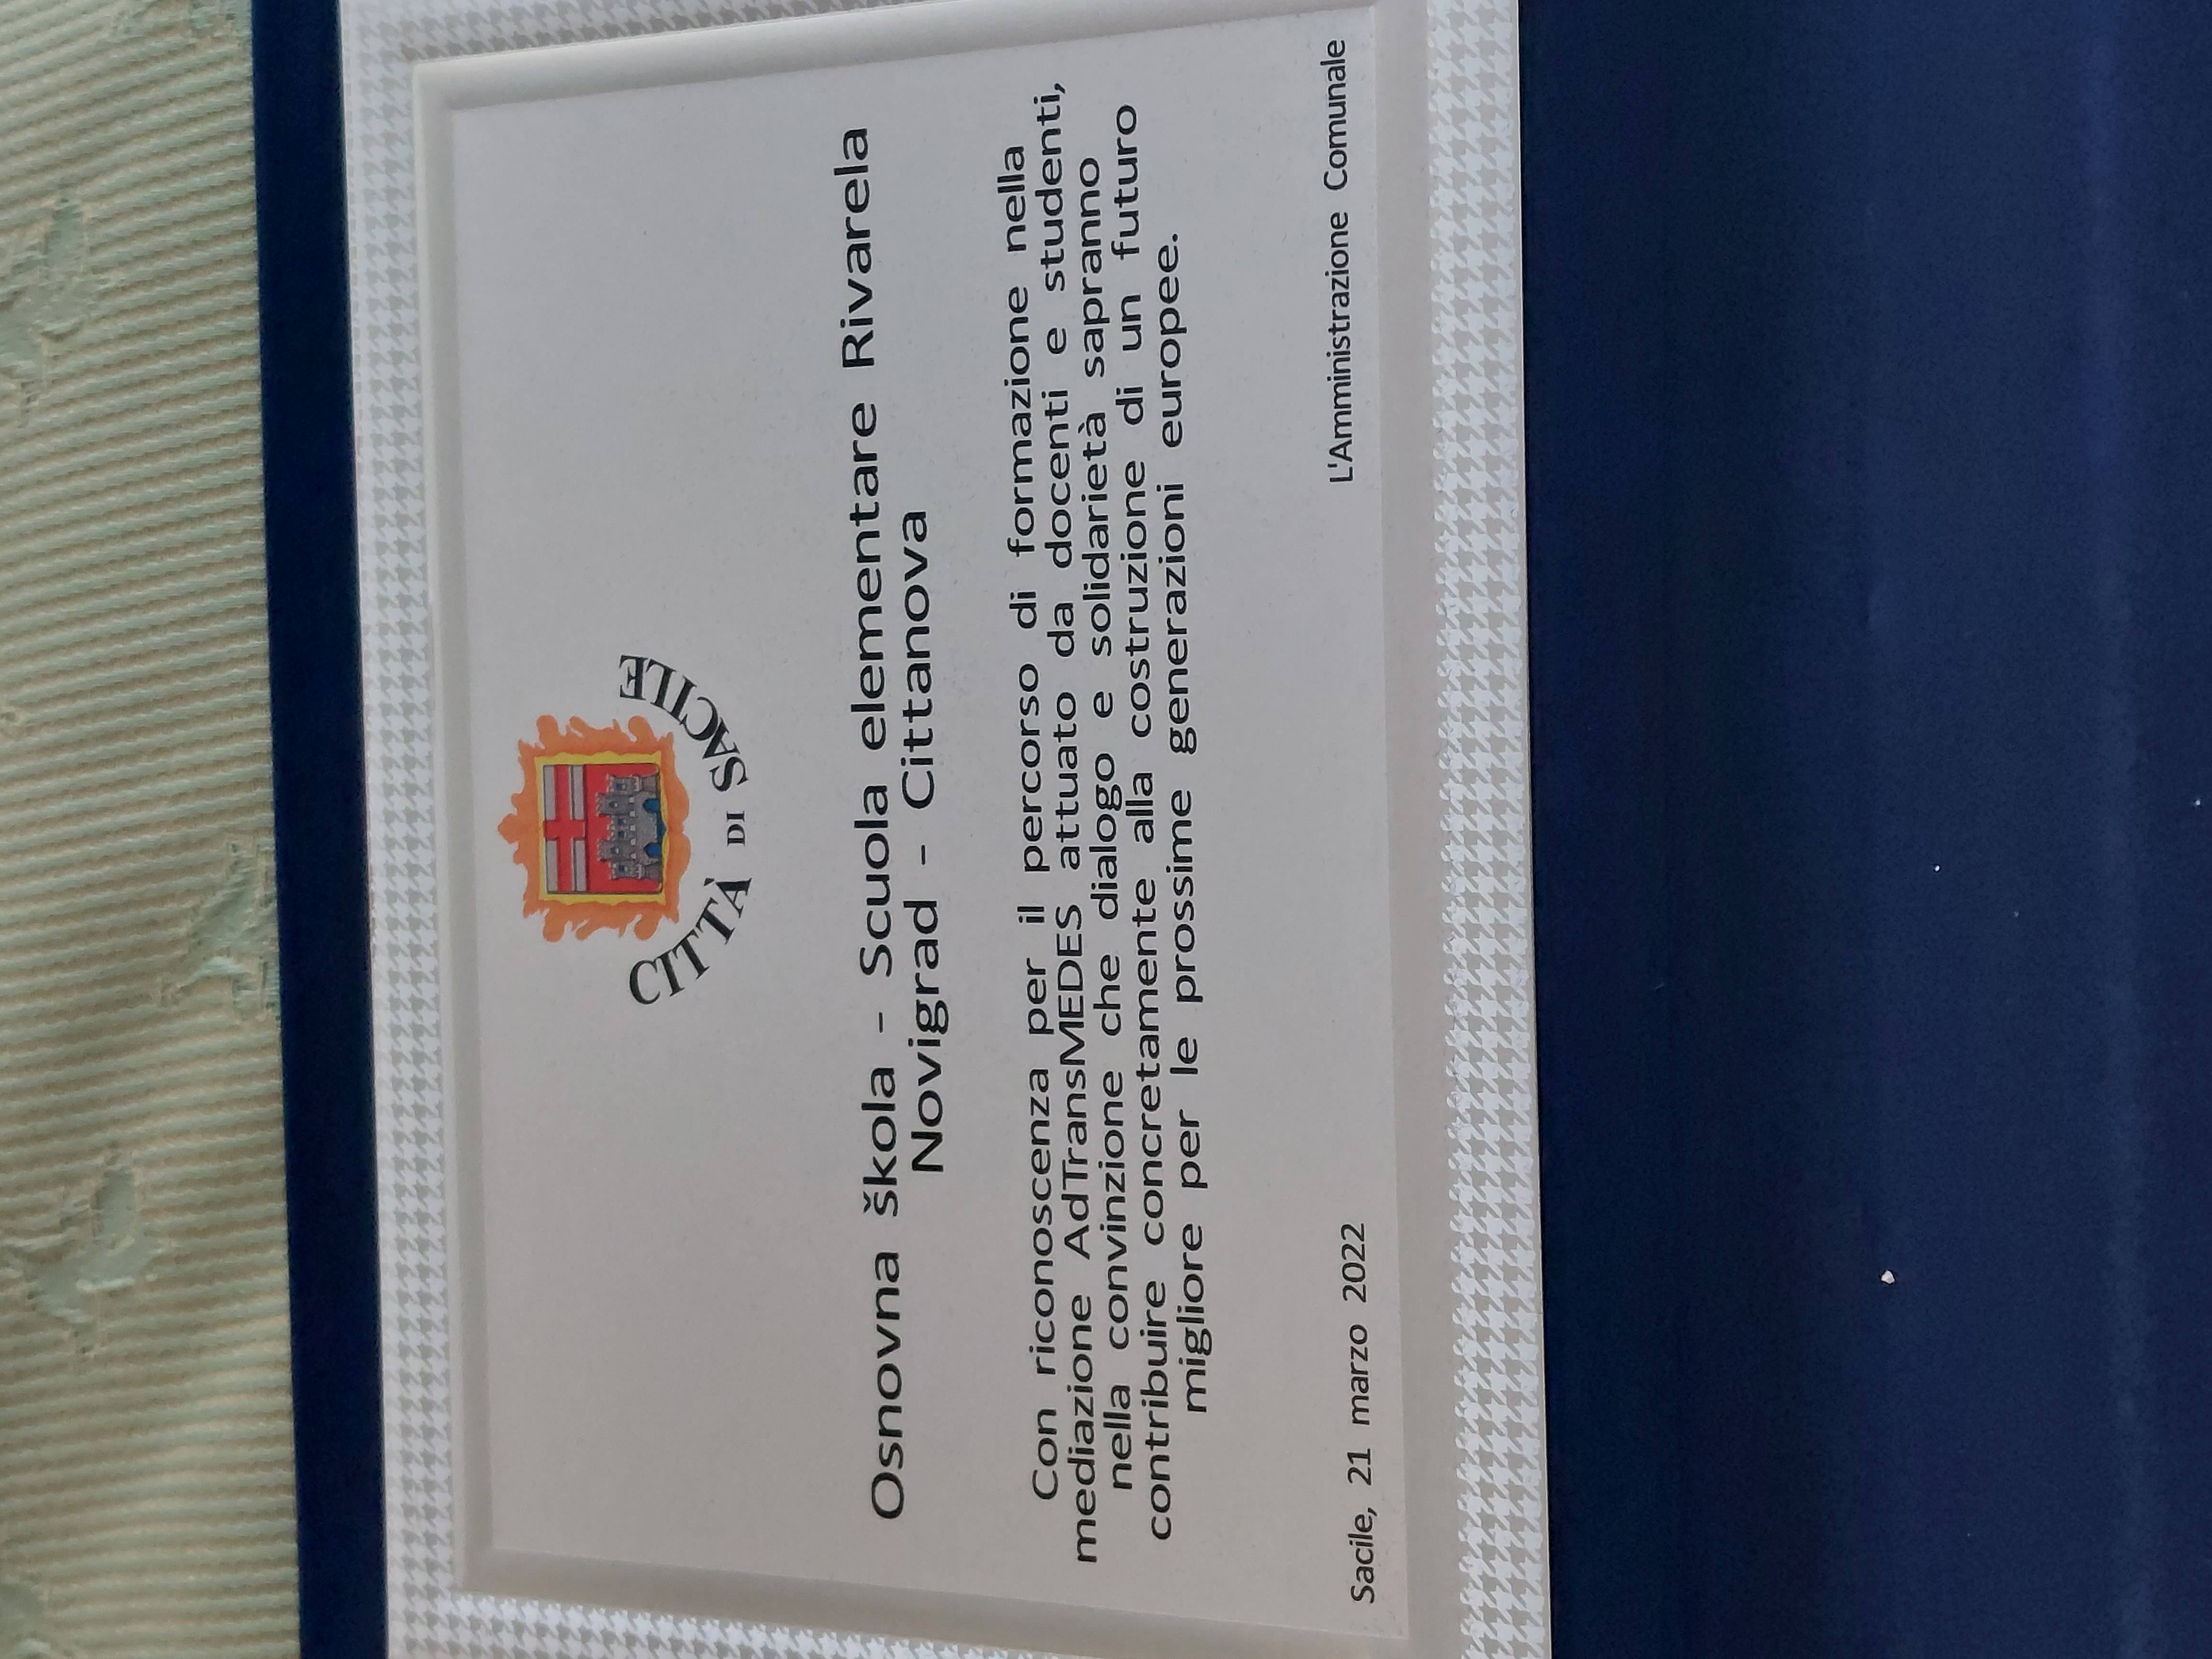 CITTÀ DI SACILE
Osnovna škola - Scuola elementare Rivarela
Novigrad - Cittanova
Con riconoscenza per il percorso di formazione nella
mediazione AdTransMEDES attuato da docenti e studenti,
nella convinzione che dialogo e solidarietà sapranno
contribuire concretamente alla costruzione di un futuro
migliore per le prossime generazioni europee.
Sacile, 21 marzo 2022
L'Amministrazione Comunale